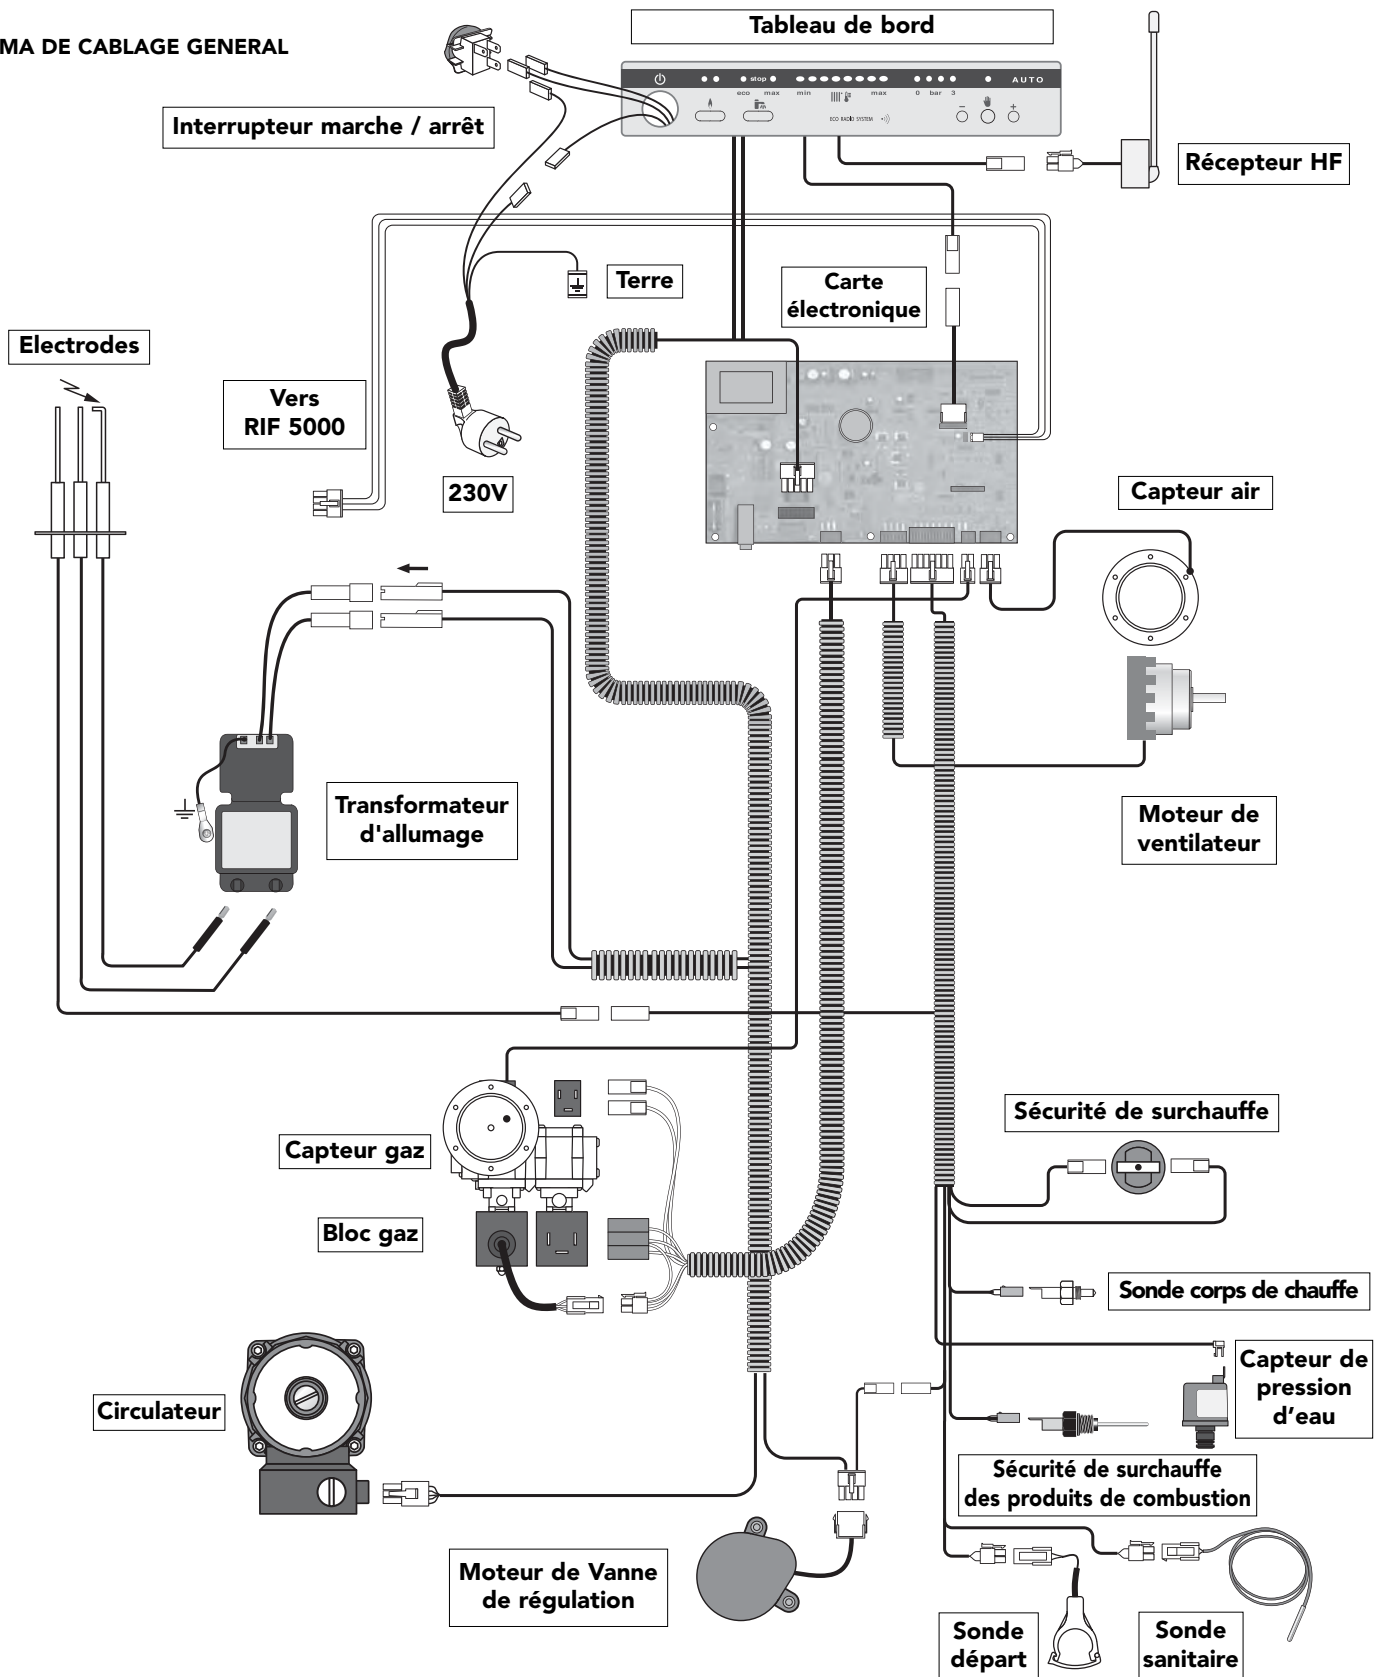 MA DE CABLAGE GENERAL
Tableau de bord
stop
AUTO
eco max
min
max
0 bar 3
ECO RADIO SYSTEM
− +
Interrupteur marche / arrêt
Récepteur HF
Terre
Carte
électronique
Electrodes
Vers
RIF 5000
230V
Capteur air
Transformateur
d'allumage
Moteur de
ventilateur
Sécurité de surchauffe
Capteur gaz
Bloc gaz
Sonde corps de chauffe
Capteur de
pression
d'eau
Circulateur
Sécurité de surchauffe
des produits de combustion
Moteur de Vanne
de régulation
Sonde
départ
Sonde
sanitaire